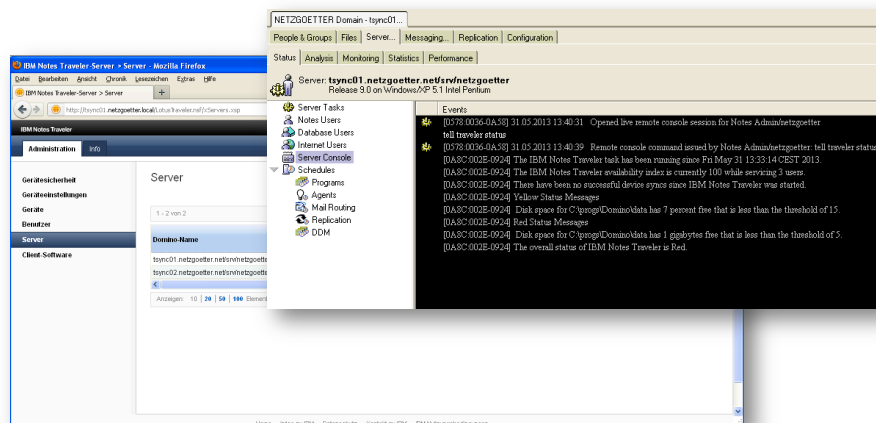 NETZGOETTER Domain - tsync01...
People & Groups Files Server... Messaging... Replication Configuration
Status Analysis Monitoring Statistics Performance
Server: tsync01.netzgoetter.net/srv/netzgoetter
Release 9.0 on Windows/XP 5.1 Intel Pentium
Server Tasks
Notes Users
Database Users
Internet Users
Server Console
Schedules
Programs
Agents
Mail Routing
Replication
DDM
Events
[0578:0036-0A58] 31.05.2013 13:40:31 Opened live remote console session for Notes Admin/netzgoetter
tell traveler status
[0578:0036-0A58] 31.05.2013 13:40:39 Remote console command issued by Notes Admin/netzgoetter: tell traveler status
[0A8C:002E-0924] The IBM Notes Traveler task has been running since Fri May 31 13:33:14 CEST 2013.
[0A8C:002E-0924] The IBM Notes Traveler availability index is currently 100 while servicing 3 users.
[0A8C:002E-0924] There have been no successful device syncs since IBM Notes Traveler was started.
[0A8C:002E-0924] Yellow Status Messages
[0A8C:002E-0924] Disk space for C:\progs\Domino\data has 7 percent free that is less than the threshold of 15.
[0A8C:002E-0924] Red Status Messages
[0A8C:002E-0924] Disk space for C:\progs\Domino\data has 1 gigabytes free that is less than the threshold of 5.
[0A8C:002E-0924] The overall status of IBM Notes Traveler is Red.
IBM Notes Traveler-Server > Server - Mozilla Firefox
Datei Bearbeiten Ansicht Chronik Lesezeichen Extras Hilfe
IBM Notes Traveler-Server > Server
http://tsync01.netzgoetter.local/LotusTraveler.nsf/xServers.xsp
IBM Notes Traveler
Administration Info
Gerätesicherheit
Geräteeinstellungen
Geräte
Benutzer
Server
Client-Software
Server
1 - 2 von 2
Domino-Name
tsync01.netzgoetter.net/srv/netzgoette
tsync02.netzgoetter.net/srv/netzgoette
Anzeigen: 10 | 20 | 50 | 100 Element